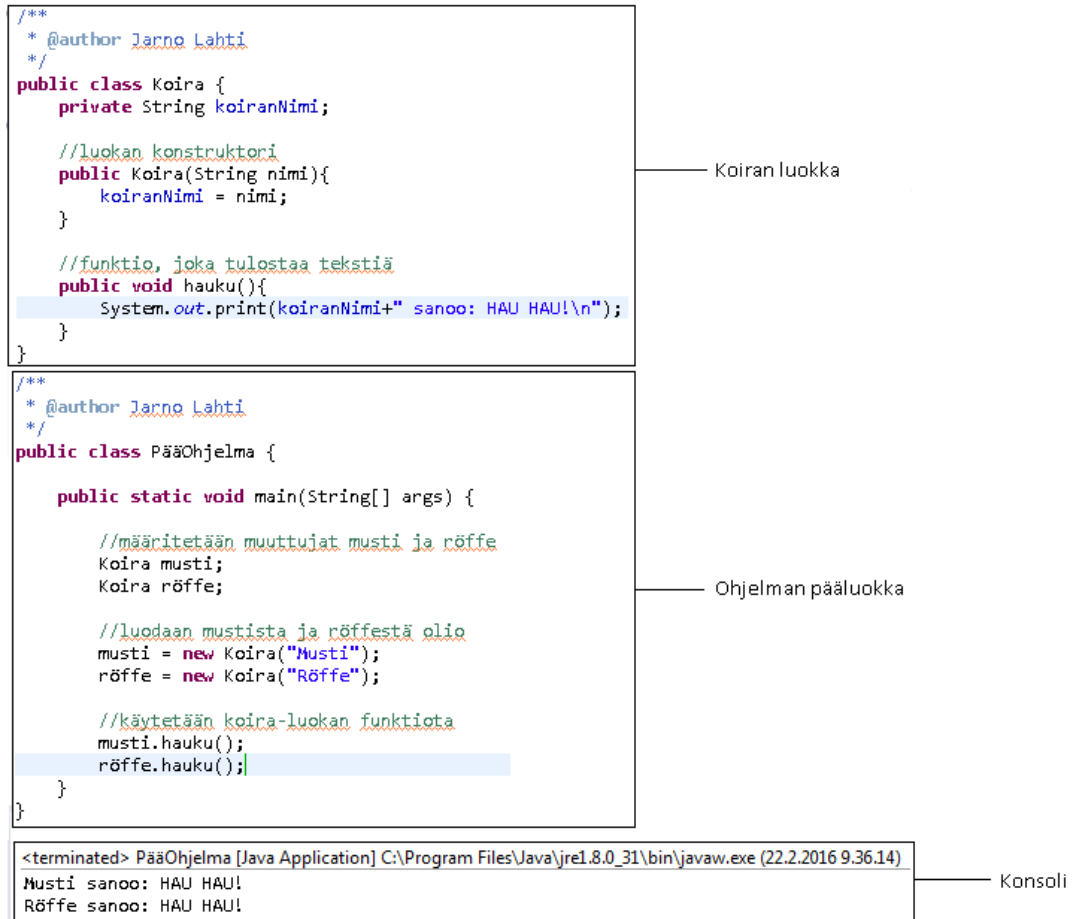 /**
 * @author Jarno Lahti
 */
public class Koira {
    private String koiranNimi;

    //luokan konstruktori
    public Koira(String nimi){
        koiranNimi = nimi;
    }

    //funktio, joka tulostaa tekstiä
    public void hauku(){
        System.out.print(koiranNimi+" sanoo: HAU HAU!\n");
    }
}
Koiran luokka
/**
 * @author Jarno Lahti
 */
public class PääOhjelma {

    public static void main(String[] args) {

        //määritetään muuttujat musti ja röffe
        Koira musti;
        Koira röffe;

        //luodaan mustista ja röffestä olio
        musti = new Koira("Musti");
        röffe = new Koira("Röffe");

        //käytetään koira-luokan funktiota
        musti.hauku();
        röffe.hauku();
    }
}
Ohjelman pääluokka
<terminated> PääOhjelma [Java Application] C:\Program Files\Java\jre1.8.0_31\bin\javaw.exe (22.2.2016 9.36.14)
Musti sanoo: HAU HAU!
Röffe sanoo: HAU HAU!
Konsoli